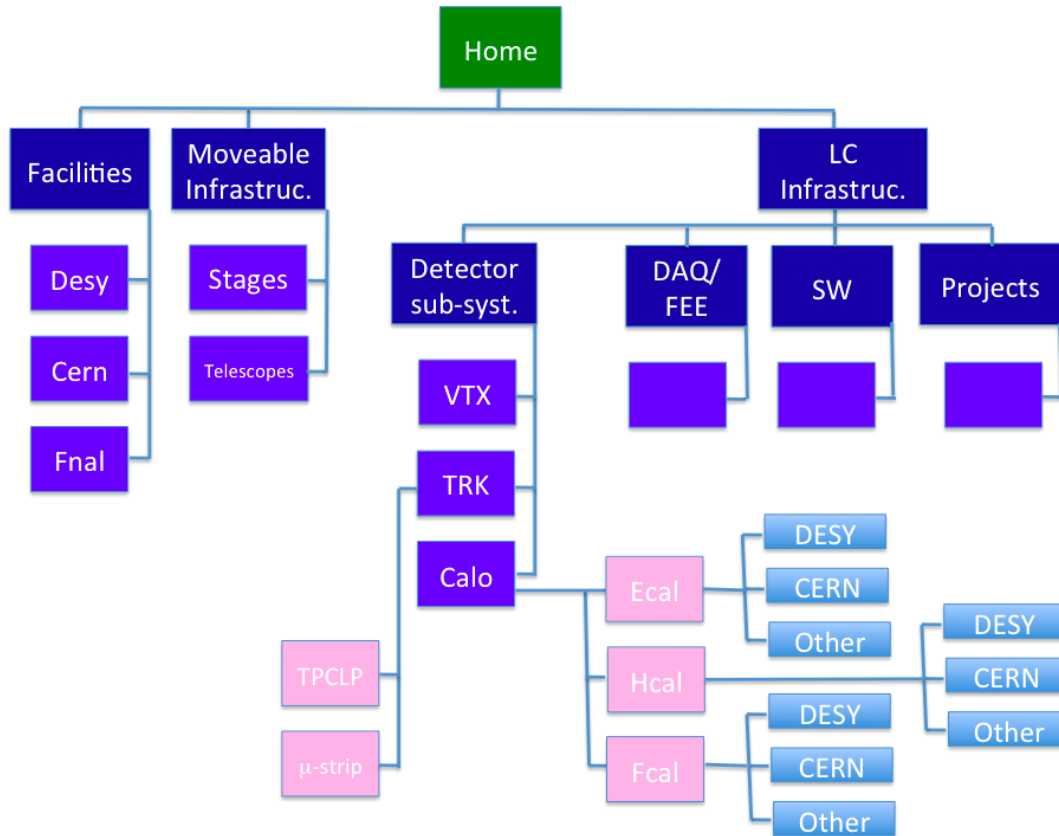 Home
Facilities
Moveable
Infrastruc.
LC
Infrastruc.
Desy
Cern
Fnal
Stages
Telescopes
Detector
sub-syst.
DAQ/
FEE
SW
Projects
VTX
TRK
Calo
TPCLP
μ-strip
Ecal
Hcal
Fcal
DESY
CERN
Other
DESY
CERN
Other
DESY
CERN
Other